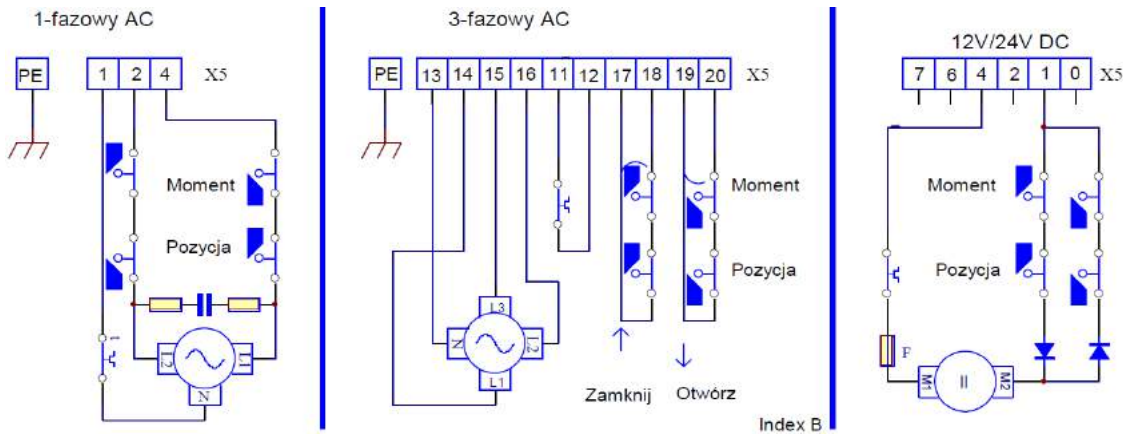 1-fazowy AC
PE 1 2 4 X5
Moment
Pozycja
L2 L1
N
3-fazowy AC
PE 13 14 15 16 11 12 17 18 19 20 X5
Moment
Pozycja
L3
N L2
L1
Zamknij Otwórz
Index B
12V/24V DC
7 6 4 2 1 0 X5
Moment
Pozycja
F
M1 II M2